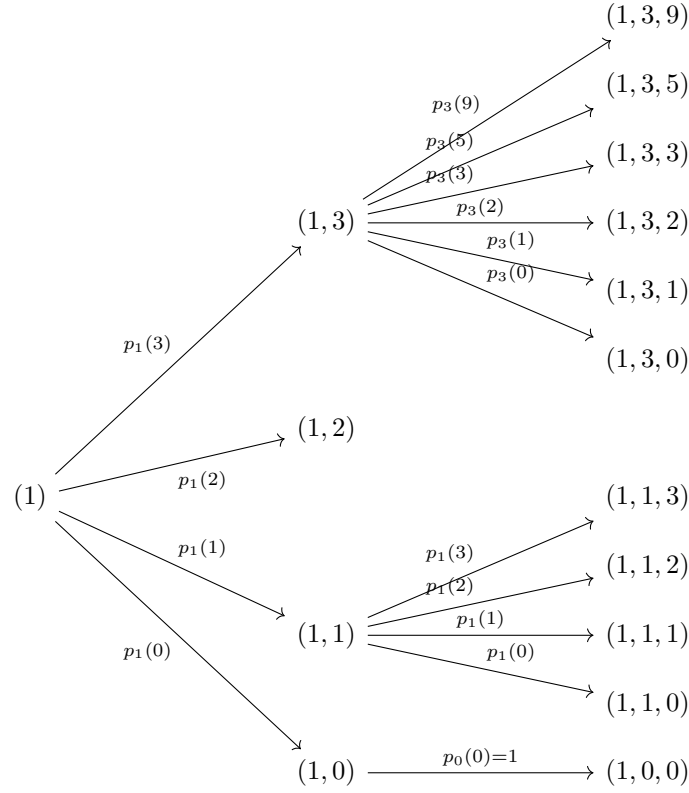 (1, 3, 9)
(1, 3, 5)
p₃(9)
p₃(5)
(1, 3, 3)
p₃(3)
p₃(2)
(1, 3)
(1, 3, 2)
p₃(1)
p₃(0)
(1, 3, 1)
p₁(3)
(1, 3, 0)
(1, 2)
p₁(2)
(1)
(1, 1, 3)
p₁(1)
p₁(3)
(1, 1, 2)
p₁(2)
p₁(1)
(1, 1)
(1, 1, 1)
p₁(0)
p₁(0)
(1, 1, 0)
p₀(0)=1
(1, 0)
(1, 0, 0)